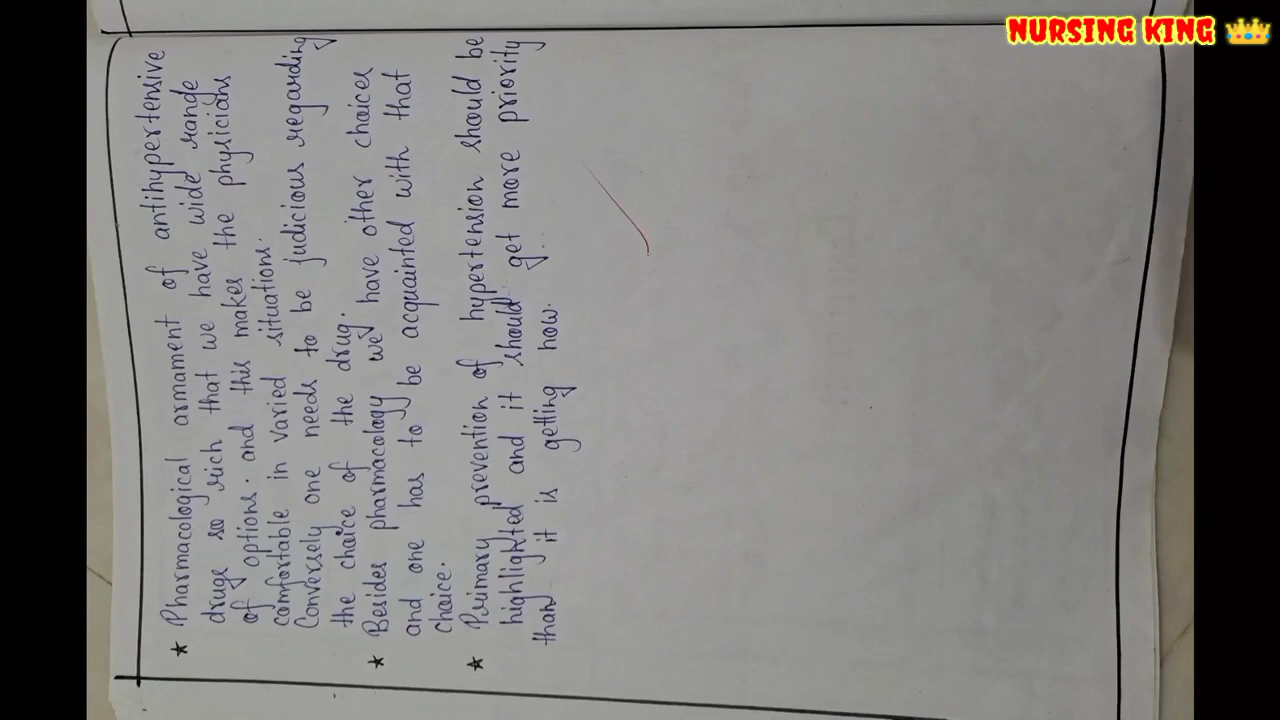 NURSING KING 👑
★ Pharmacological armament of antihypertensive
drugs so rich that we have wide range
of options. and this makes the physicians
comfortable in varied situations.
Conversely one needs to be judicious regarding
the choice of the drug.
★ Besides pharmacology we have other choices
and one has to be acquainted with that
choice.
★ Primary prevention of hypertension should be
highlighted and it should get more priority
than it is getting now.